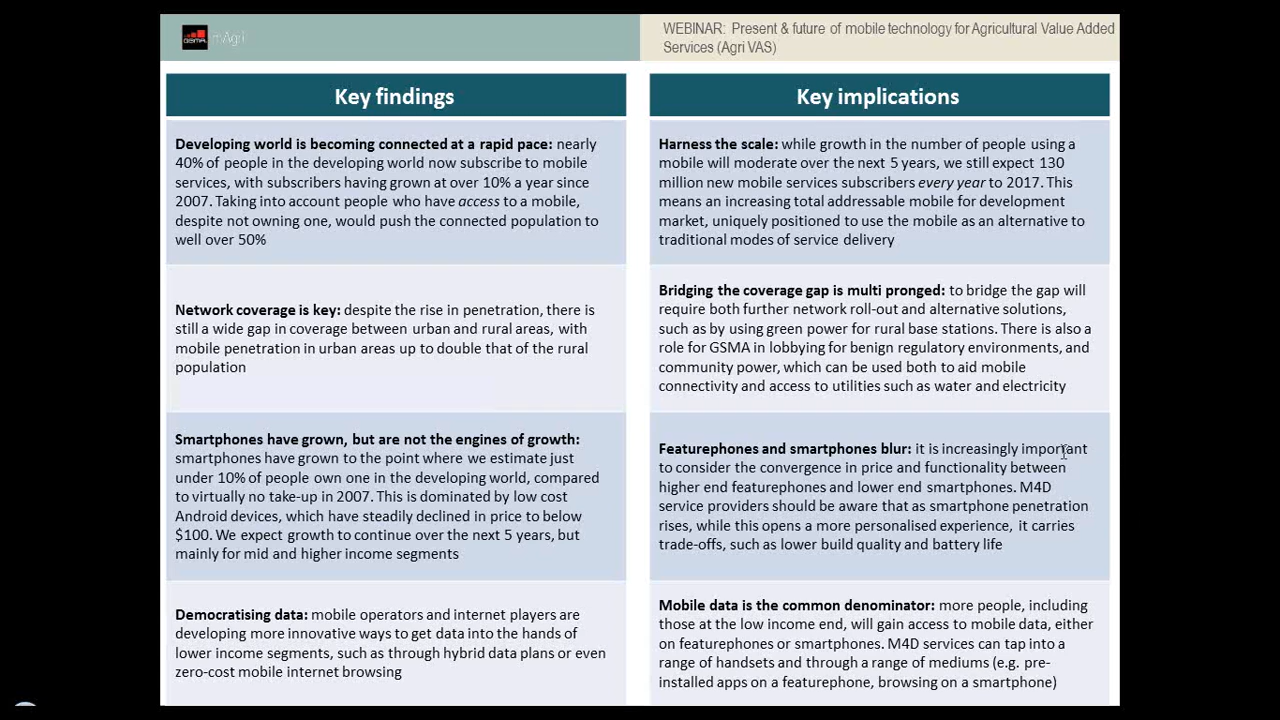 GSMA mAgri
WEBINAR: Present & future of mobile technology for Agricultural Value Added
Services (Agri VAS)
Key findings
Developing world is becoming connected at a rapid pace: nearly
40% of people in the developing world now subscribe to mobile
services, with subscribers having grown at over 10% a year since
2007. Taking into account people who have access to a mobile,
despite not owning one, would push the connected population to
well over 50%
Network coverage is key: despite the rise in penetration, there is
still a wide gap in coverage between urban and rural areas, with
mobile penetration in urban areas up to double that of the rural
population
Smartphones have grown, but are not the engines of growth:
smartphones have grown to the point where we estimate just
under 10% of people own one in the developing world, compared
to virtually no take-up in 2007. This is dominated by low cost
Android devices, which have steadily declined in price to below
$100. We expect growth to continue over the next 5 years, but
mainly for mid and higher income segments
Democratising data: mobile operators and internet players are
developing more innovative ways to get data into the hands of
lower income segments, such as through hybrid data plans or even
zero-cost mobile internet browsing
Key implications
Harness the scale: while growth in the number of people using a
mobile will moderate over the next 5 years, we still expect 130
million new mobile services subscribers every year to 2017. This
means an increasing total addressable mobile for development
market, uniquely positioned to use the mobile as an alternative to
traditional modes of service delivery
Bridging the coverage gap is multi pronged: to bridge the gap will
require both further network roll-out and alternative solutions,
such as by using green power for rural base stations. There is also a
role for GSMA in lobbying for benign regulatory environments, and
community power, which can be used both to aid mobile
connectivity and access to utilities such as water and electricity
Featurephones and smartphones blur: it is increasingly important
to consider the convergence in price and functionality between
higher end featurephones and lower end smartphones. M4D
service providers should be aware that as smartphone penetration
rises, while this opens a more personalised experience, it carries
trade-offs, such as lower build quality and battery life
Mobile data is the common denominator: more people, including
those at the low income end, will gain access to mobile data, either
on featurephones or smartphones. M4D services can tap into a
range of handsets and through a range of mediums (e.g. pre-
installed apps on a featurephone, browsing on a smartphone)